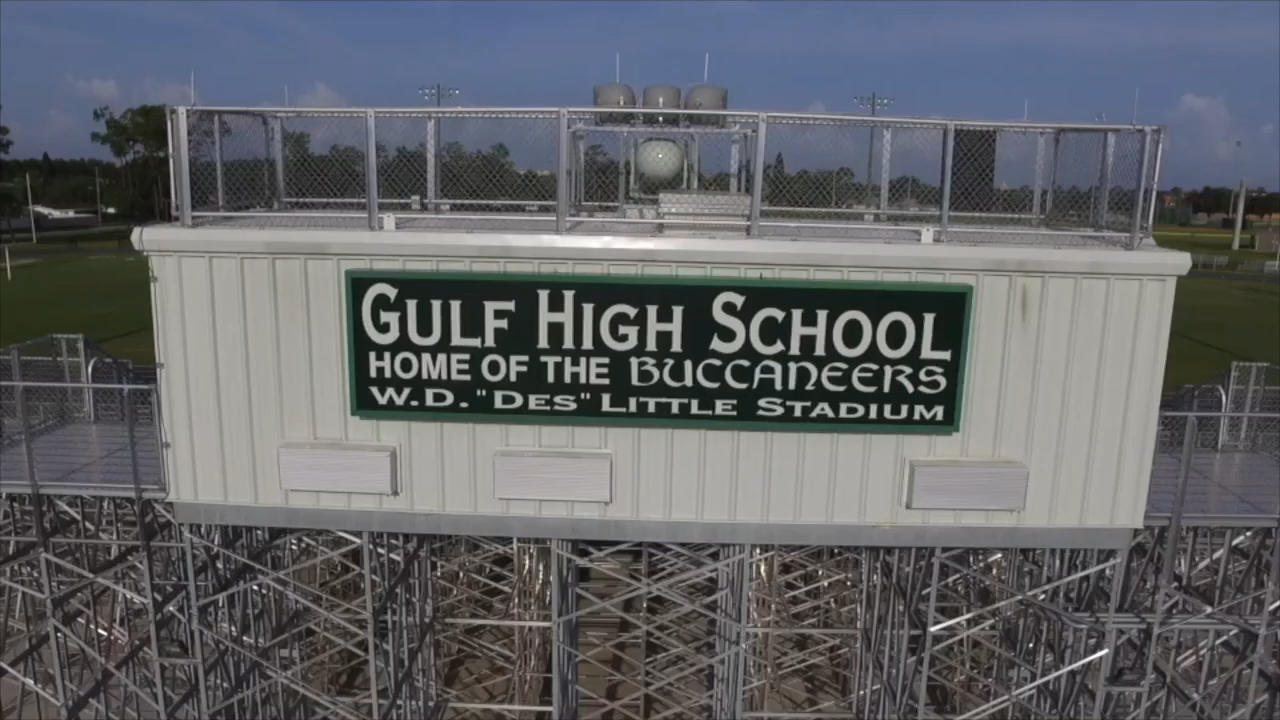 GULF HIGH SCHOOL
HOME OF THE BUCCANEERS
W.D. "DES" LITTLE STADIUM